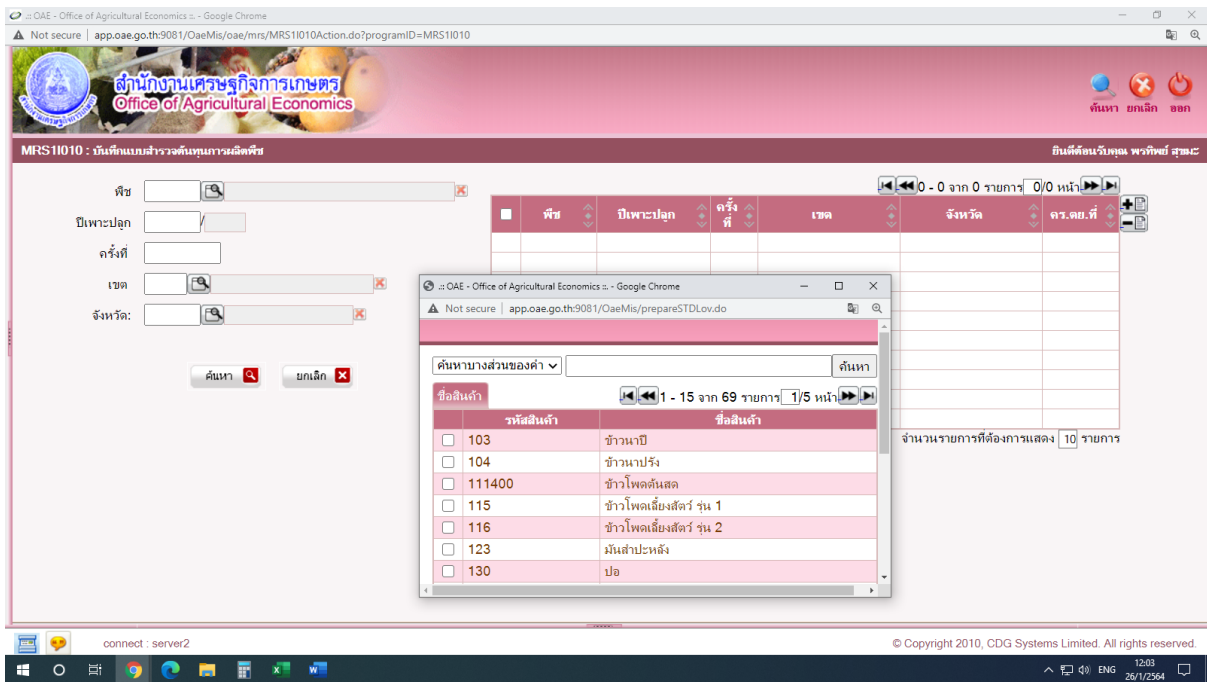 .:: OAE - Office of Agricultural Economics ::. - Google Chrome
Not secure | app.oae.go.th:9081/OaeMis/oae/mrs/MRS1I010Action.do?programID=MRS1I010
สำนักงานเศรษฐกิจการเกษตร
Office of Agricultural Economics
ค้นหา ยกเลิก ออก
MRS1I010 : บันทึกแบบสำรวจต้นทุนการผลิตพืช
ยินดีต้อนรับคุณ พรทิพย์ สุขมะ
พืช
ปีเพาะปลูก /
ครั้งที่
เขต
จังหวัด:
ค้นหา ยกเลิก
0 - 0 จาก 0 รายการ 0/0 หน้า
พืช ปีเพาะปลูก ครั้งที่ เขต จังหวัด คร.ตย.ที่
จำนวนรายการที่ต้องการแสดง 10 รายการ
.:: OAE - Office of Agricultural Economics ::. - Google Chrome
Not secure | app.oae.go.th:9081/OaeMis/prepareSTDLov.do
ค้นหาบางส่วนของคำ ค้นหา
ชื่อสินค้า 1 - 15 จาก 69 รายการ 1/5 หน้า
รหัสสินค้า ชื่อสินค้า
103 ข้าวนาปี
104 ข้าวนาปรัง
111400 ข้าวโพดต้นสด
115 ข้าวโพดเลี้ยงสัตว์ รุ่น 1
116 ข้าวโพดเลี้ยงสัตว์ รุ่น 2
123 มันสำปะหลัง
130 ปอ
connect : server2
© Copyright 2010, CDG Systems Limited. All rights reserved.
ENG
12:03
26/1/2564